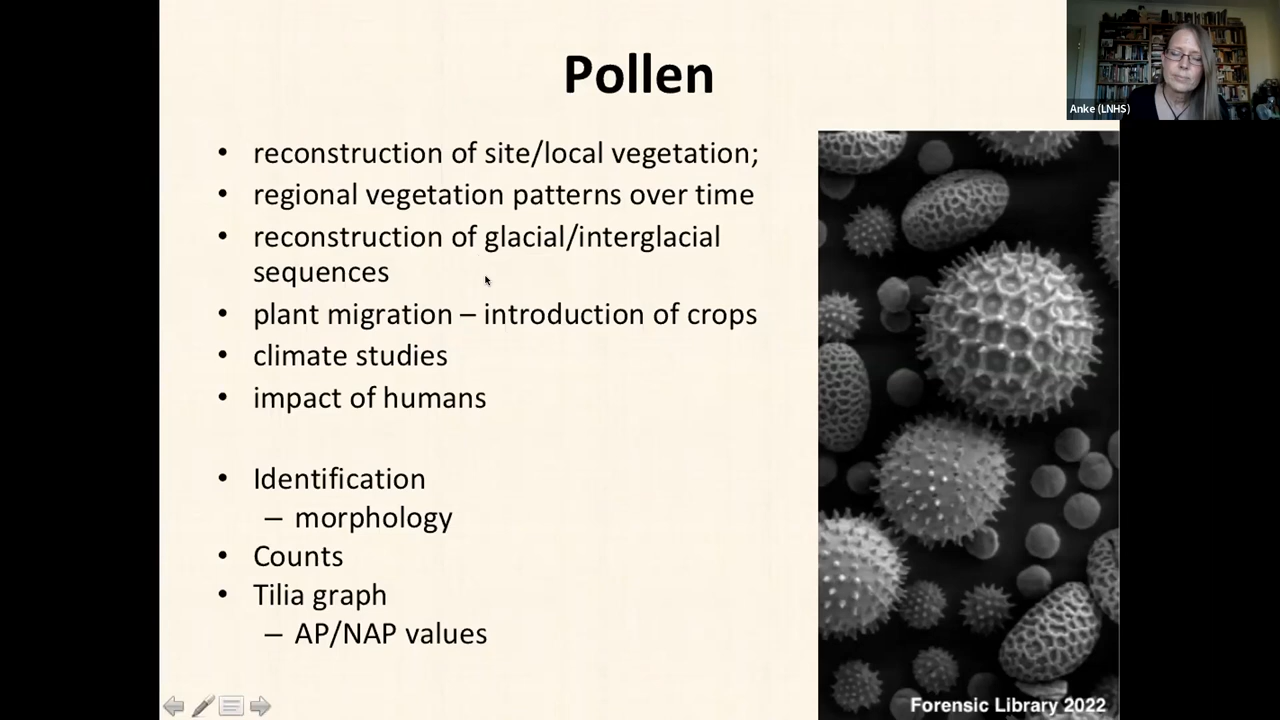 Pollen
Anke (LNHS)
• reconstruction of site/local vegetation;
• regional vegetation patterns over time
• reconstruction of glacial/interglacial
sequences
• plant migration – introduction of crops
• climate studies
• impact of humans
• Identification
– morphology
• Counts
• Tilia graph
– AP/NAP values
Forensic Library 2022